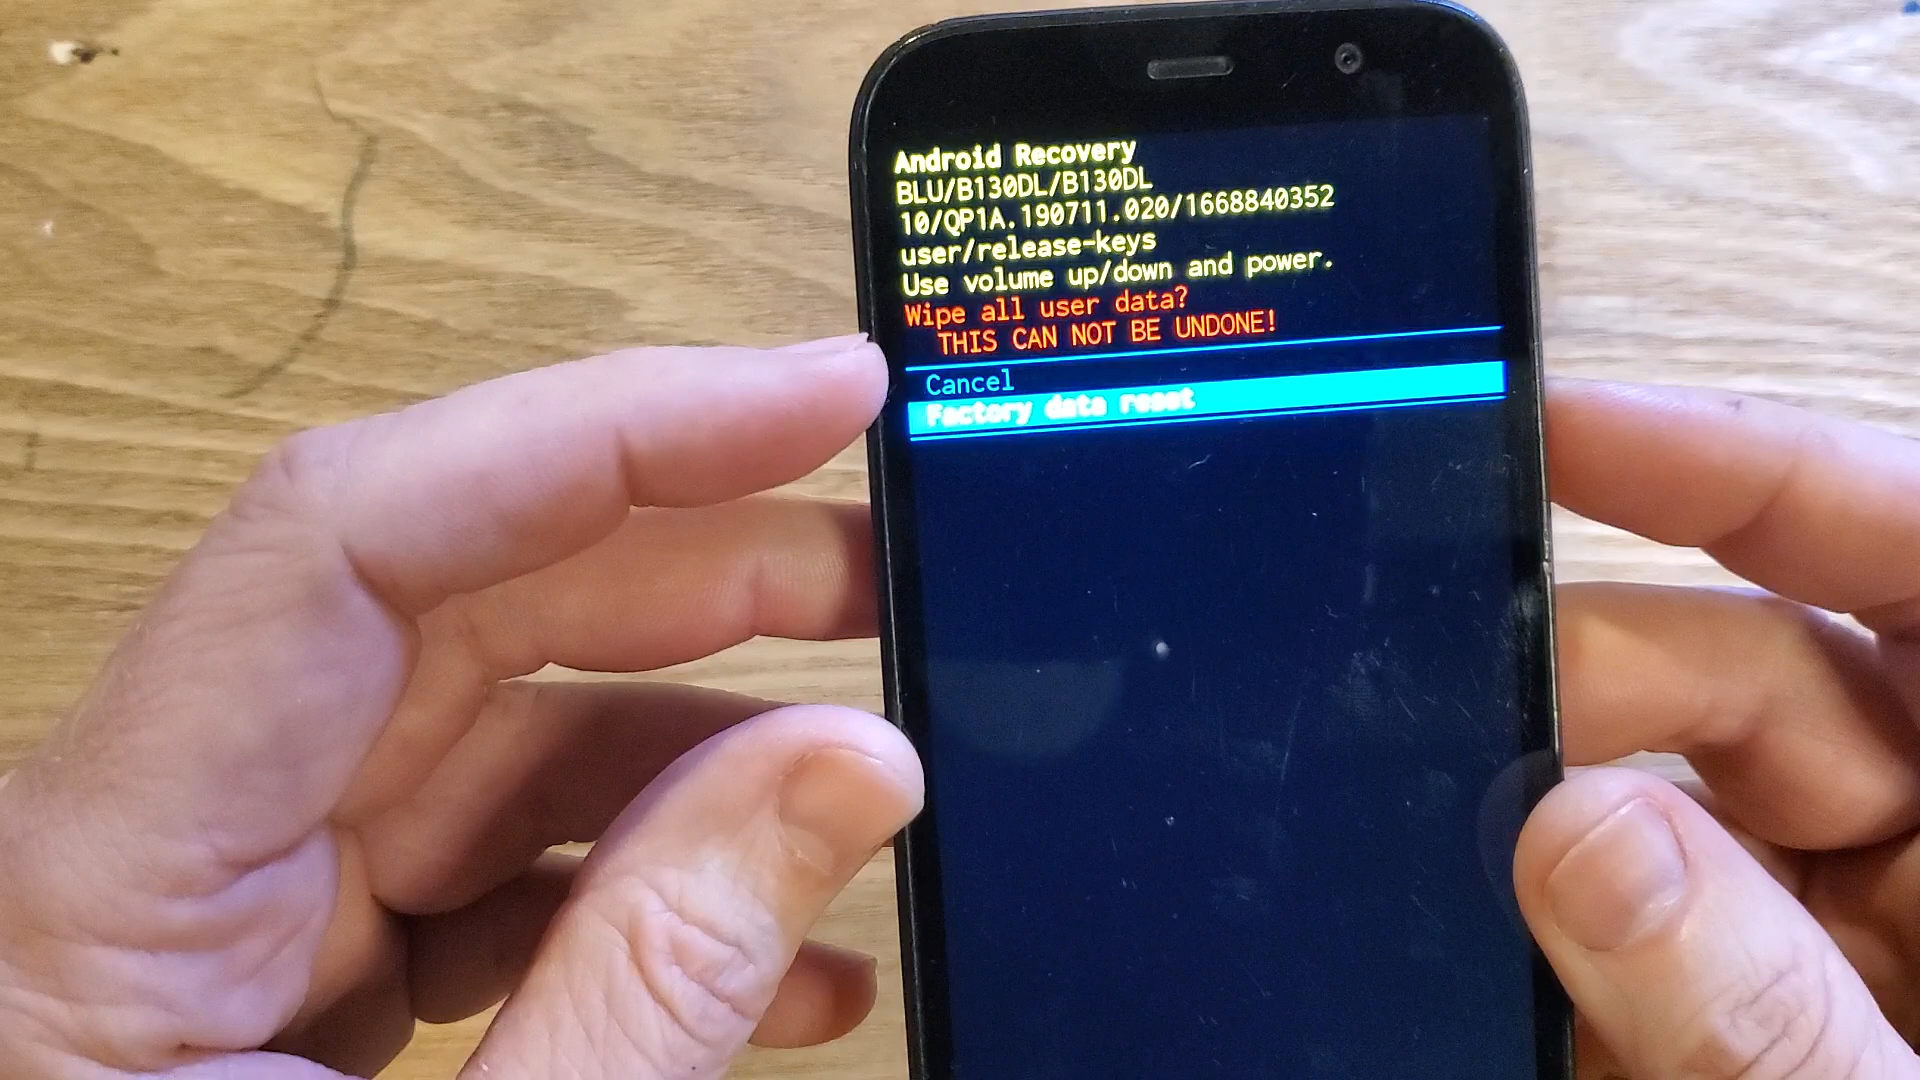 Android Recovery
BLU/B130DL/B130DL
10/QP1A.190711.020/1668840352
user/release-keys
Use volume up/down and power.
Wipe all user data?
THIS CAN NOT BE UNDONE!
Cancel
Factory data reset